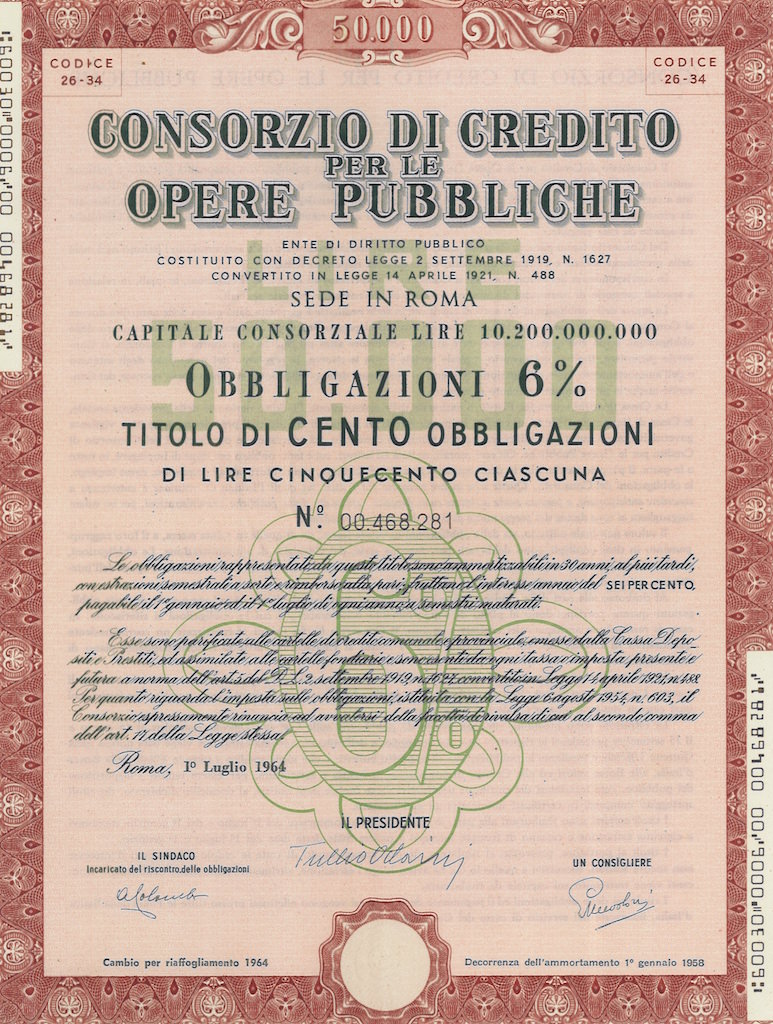 50.000
CODICE
26-34
CODICE
26-34
CONSORZIO DI CREDITO
PER LE
OPERE PUBBLICHE
ENTE DI DIRITTO PUBBLICO
COSTITUITO CON DECRETO LEGGE 2 SETTEMBRE 1919, N. 1627
CONVERTITO IN LEGGE 14 APRILE 1921, N. 488
SEDE IN ROMA
CAPITALE CONSORZIALE LIRE 10.200.000.000
LIRE
50.000
OBBLIGAZIONI 6%
TITOLO DI CENTO OBBLIGAZIONI
DI LIRE CINQUECENTO CIASCUNA
Nº. 00.468.281
6%
Le obbligazioni rappresentate da questo titolo sono ammortizzabili in 30 anni, al più tardi,
con estrazioni semestrali a sorte e rimborso alla pari, fruttan l'interesse annuo del SEI PER CENTO,
pagabile il 1º gennaio ed il 1º luglio di ogni anno, a semestri maturati.
Esse sono parificate alle cartelle di credito comunale e provinciale, emesse dalla Cassa Depo-
siti e Prestiti, ed assimilate alle cartelle fondiarie e sono esenti da ogni tassa e imposta, presente e
futura a norma dell'art. 5 del R.L. 2 settembre 1919, n. 1627, convertito in Legge 14 aprile 1921, n. 488.
Per quanto riguarda l'imposta sulle obbligazioni, istituita con la Legge 6 agosto 1954, n. 603, il
Consorzio espressamente rinuncia ad avvalersi della facoltà di rivalsa di cui al secondo comma
dell'art. 17 della Legge stessa.
Roma, 1º Luglio 1964
IL PRESIDENTE
IL SINDACO
Incaricato del riscontro delle obbligazioni
UN CONSIGLIERE
Cambio per riaffogliamento 1964
Decorrenza dell'ammortamento 1º gennaio 1958